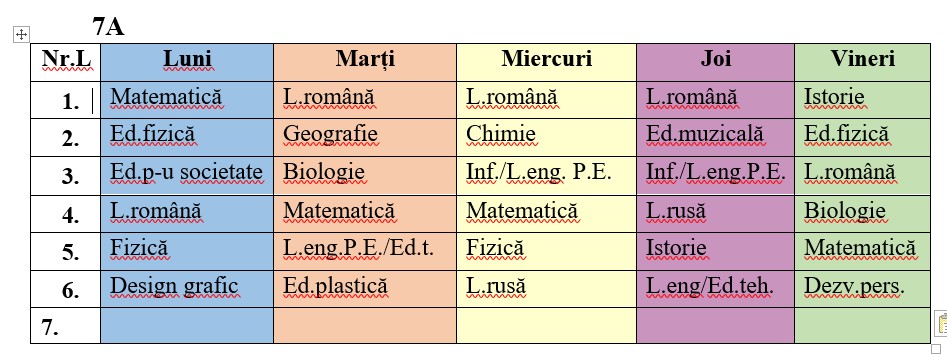 7A
Nr.L Luni Marți Miercuri Joi Vineri
1. Matematică L.română L.română L.română Istorie
2. Ed.fizică Geografie Chimie Ed.muzicală Ed.fizică
3. Ed.p-u societate Biologie Inf./L.eng. P.E. Inf./L.eng.P.E. L.română
4. L.română Matematică Matematică L.rusă Biologie
5. Fizică L.eng.P.E./Ed.t. Fizică Istorie Matematică
6. Design grafic Ed.plastică L.rusă L.eng/Ed.teh. Dezv.pers.
7.